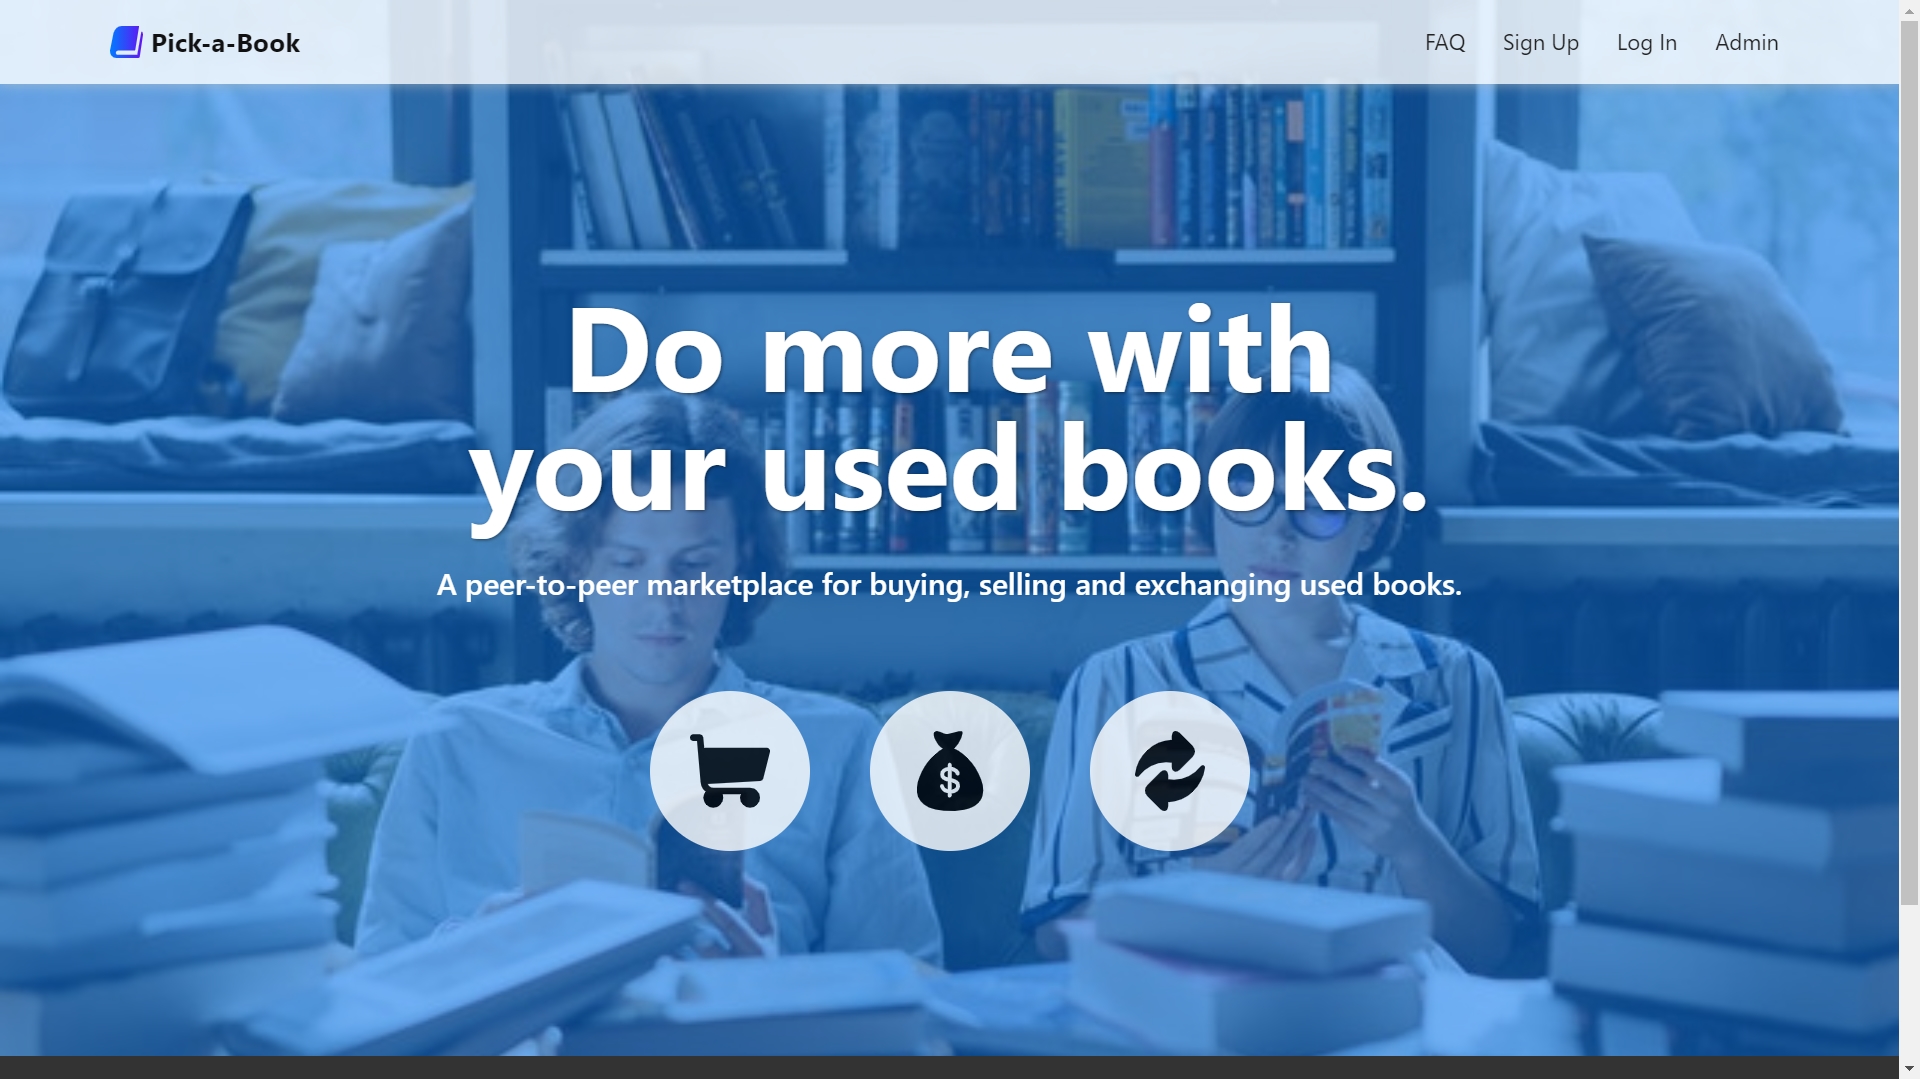 Pick-a-Book
FAQ Sign Up Log In Admin
Do more with
your used books.
A peer-to-peer marketplace for buying, selling and exchanging used books.
$